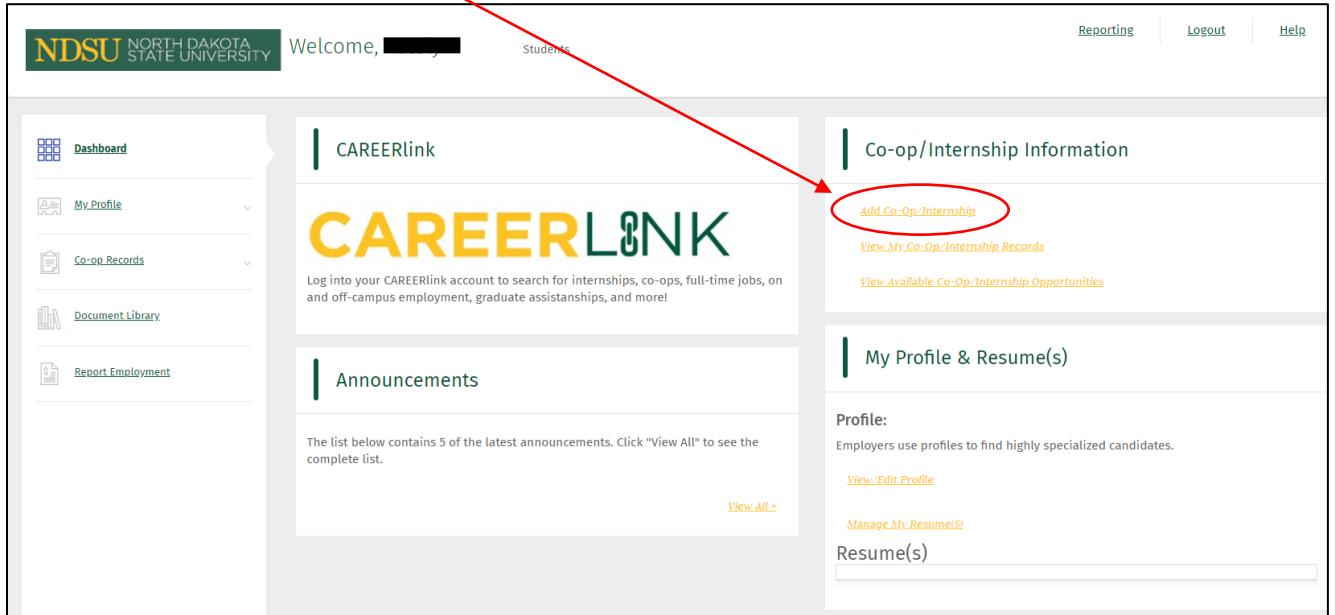 NDSU NORTH DAKOTA
STATE UNIVERSITY
Welcome,
Students
Reporting
Logout
Help
Dashboard
My Profile
Co-op Records
Document Library
Report Employment
CAREERlink
CAREERLINK
Log into your CAREERlink account to search for internships, co-ops, full-time jobs, on
and off-campus employment, graduate assistanships, and more!
Announcements
The list below contains 5 of the latest announcements. Click "View All" to see the
complete list.
View All »
Co-op/Internship Information
Add Co-Op/Internship
View My Co-Op/Internship Records
View Available Co-Op/Internship Opportunities
My Profile & Resume(s)
Profile:
Employers use profiles to find highly specialized candidates.
View/Edit Profile
Manage My Resume(S)
Resume(s)